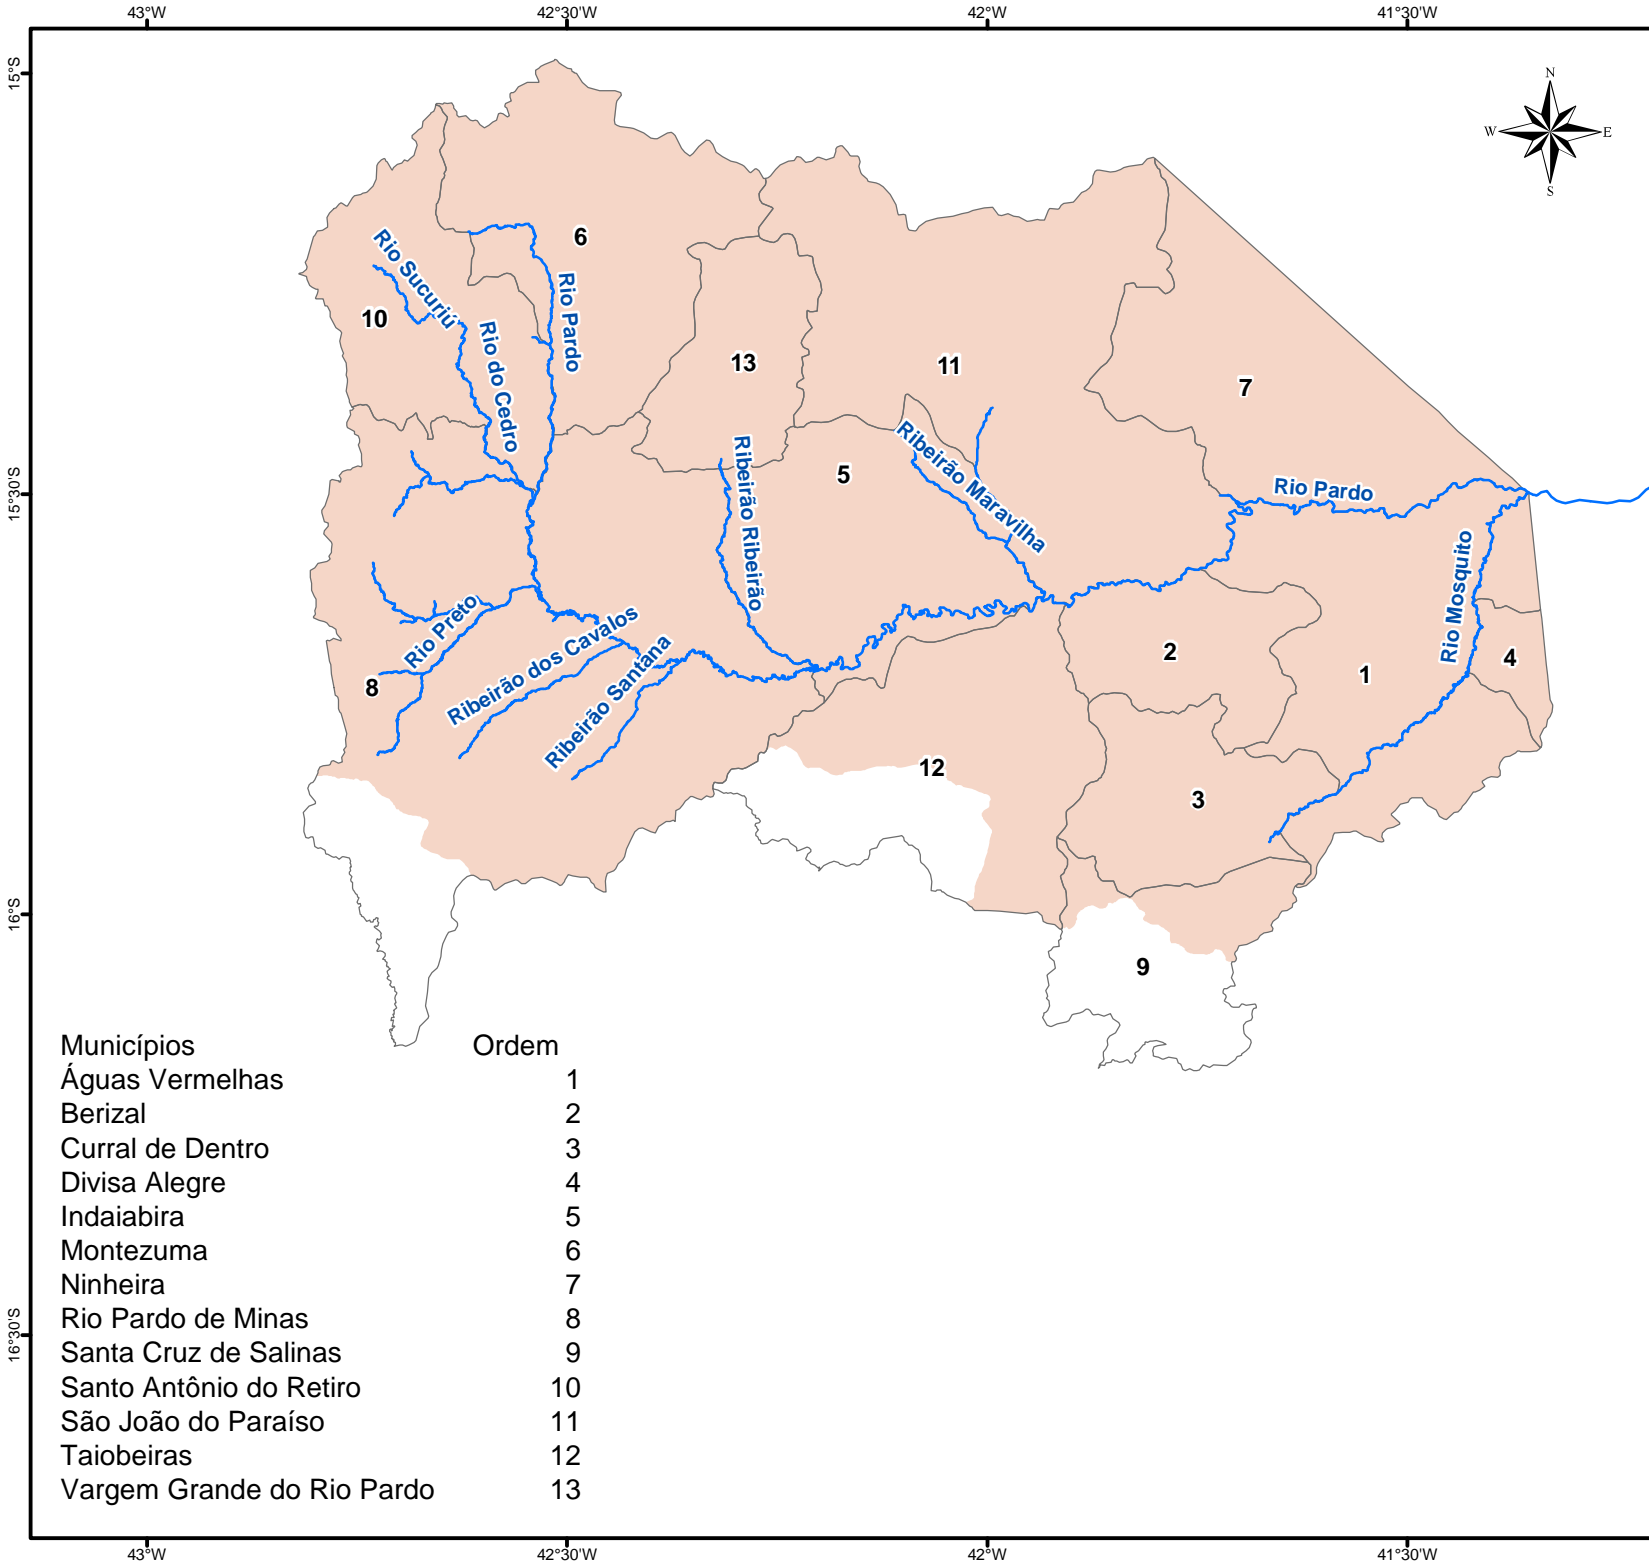 43°W 42°30'W 42°W 41°30'W
15°S
N
W E
S
6
Rio Sucuriú
10
Rio Pardo
Rio do Cedro
13
11
7
Ribeirão Ribeirão
Ribeirão Maravilha
5
15°30'S
Rio Pardo
Rio Mosquito
Rio Preto
Ribeirão dos Cavalos
Ribeirão Santana
8
2
1
4
12
3
16°S
9
Municípios Ordem
Águas Vermelhas 1
Berizal 2
Curral de Dentro 3
Divisa Alegre 4
Indaiabira 5
Montezuma 6
Ninheira 7
Rio Pardo de Minas 8
Santa Cruz de Salinas 9
Santo Antônio do Retiro 10
São João do Paraíso 11
Taiobeiras 12
Vargem Grande do Rio Pardo 13
16°30'S
43°W 42°30'W 42°W 41°30'W